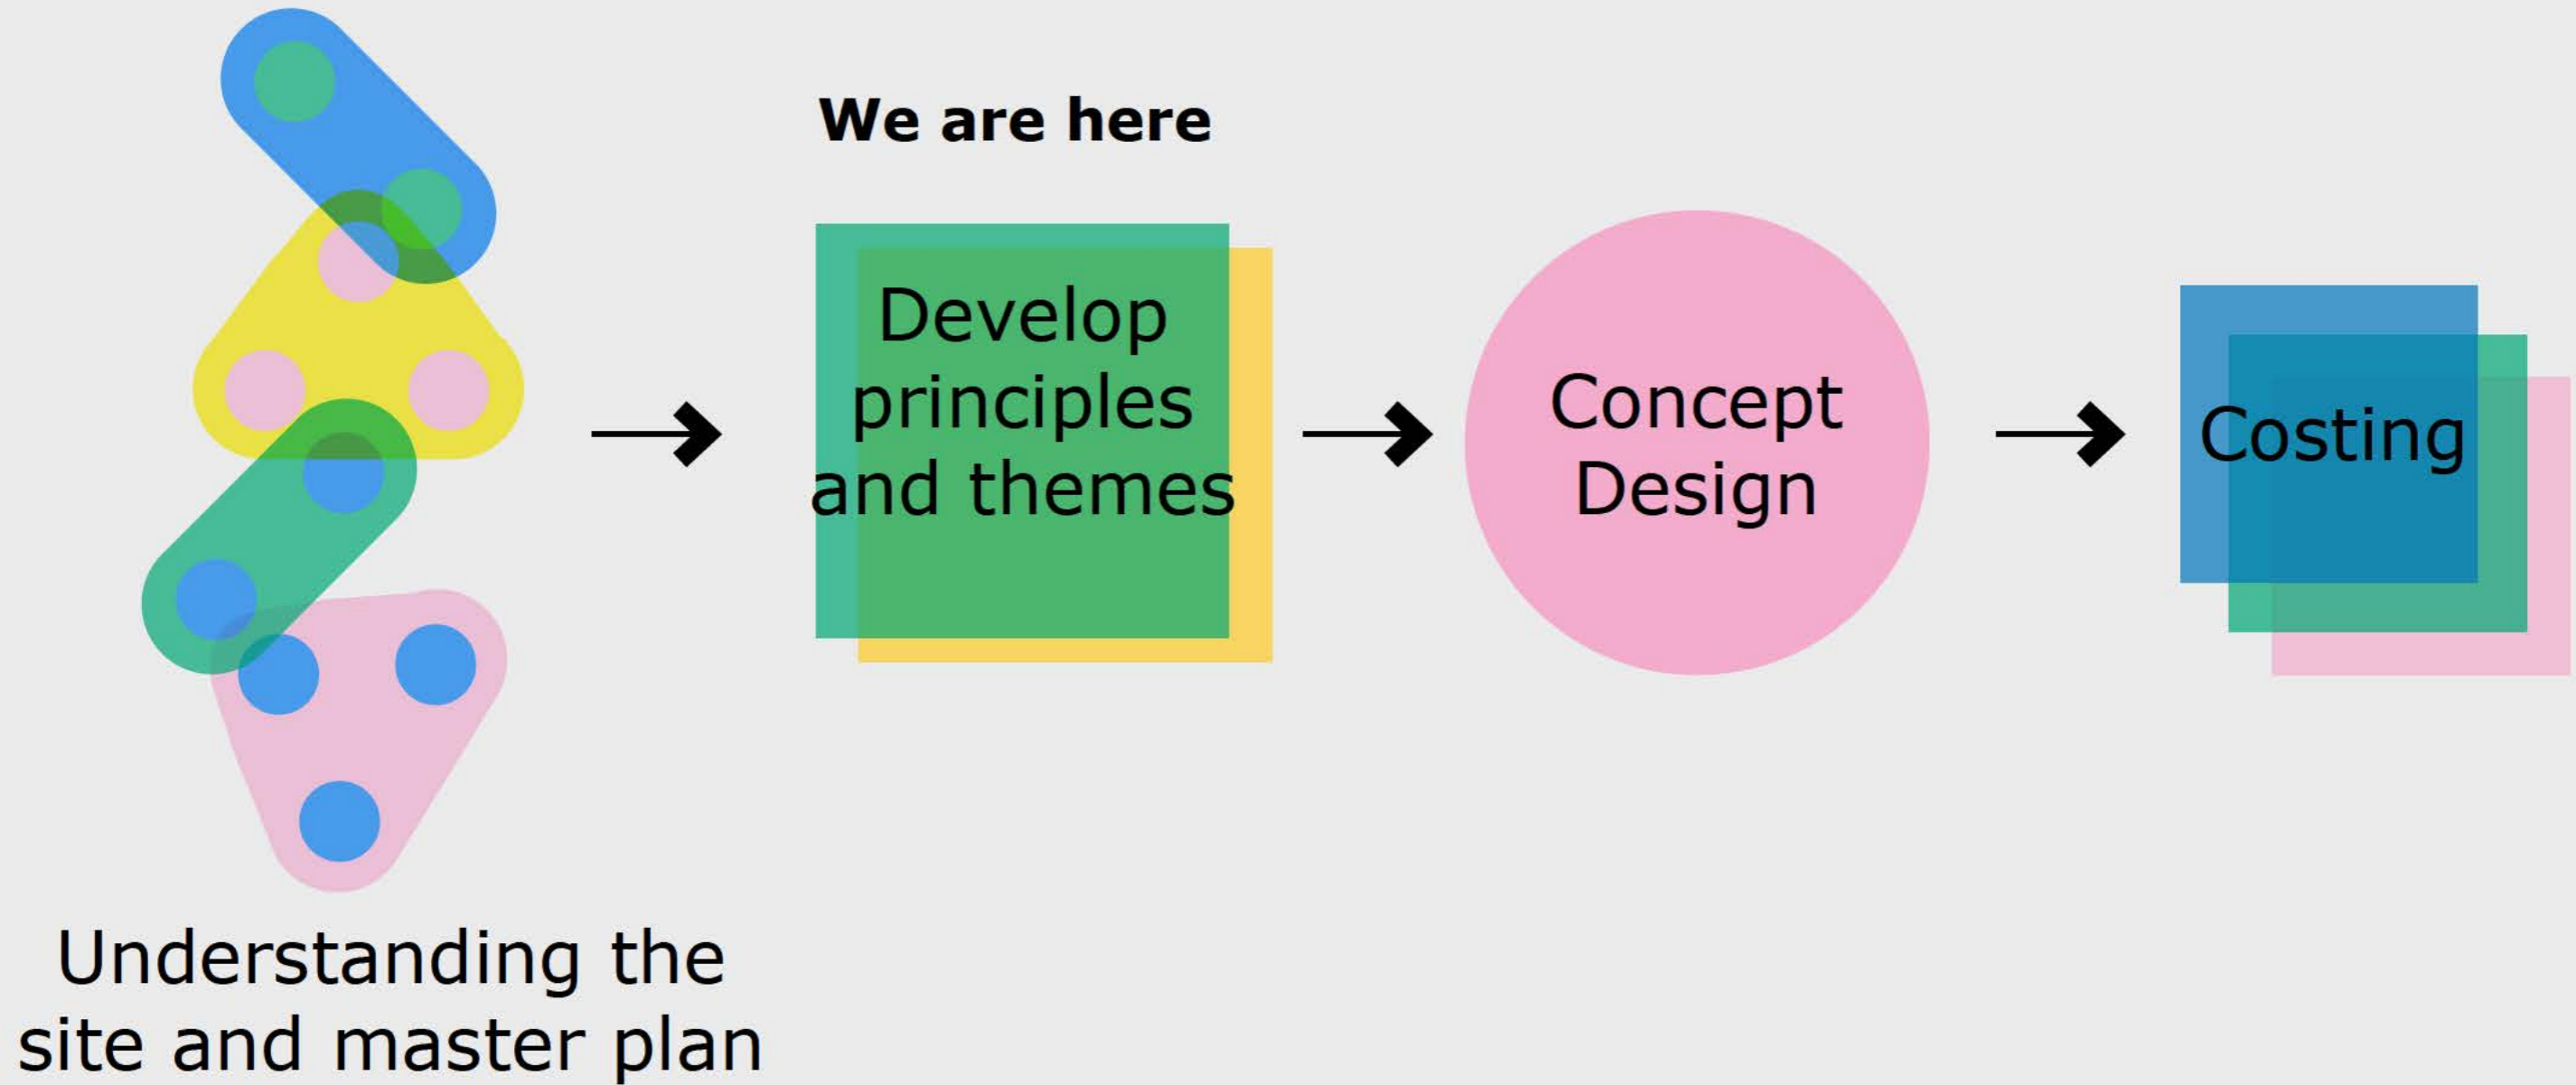 We are here
Develop
principles
and themes
Concept
Design
Costing
Understanding the
site and master plan